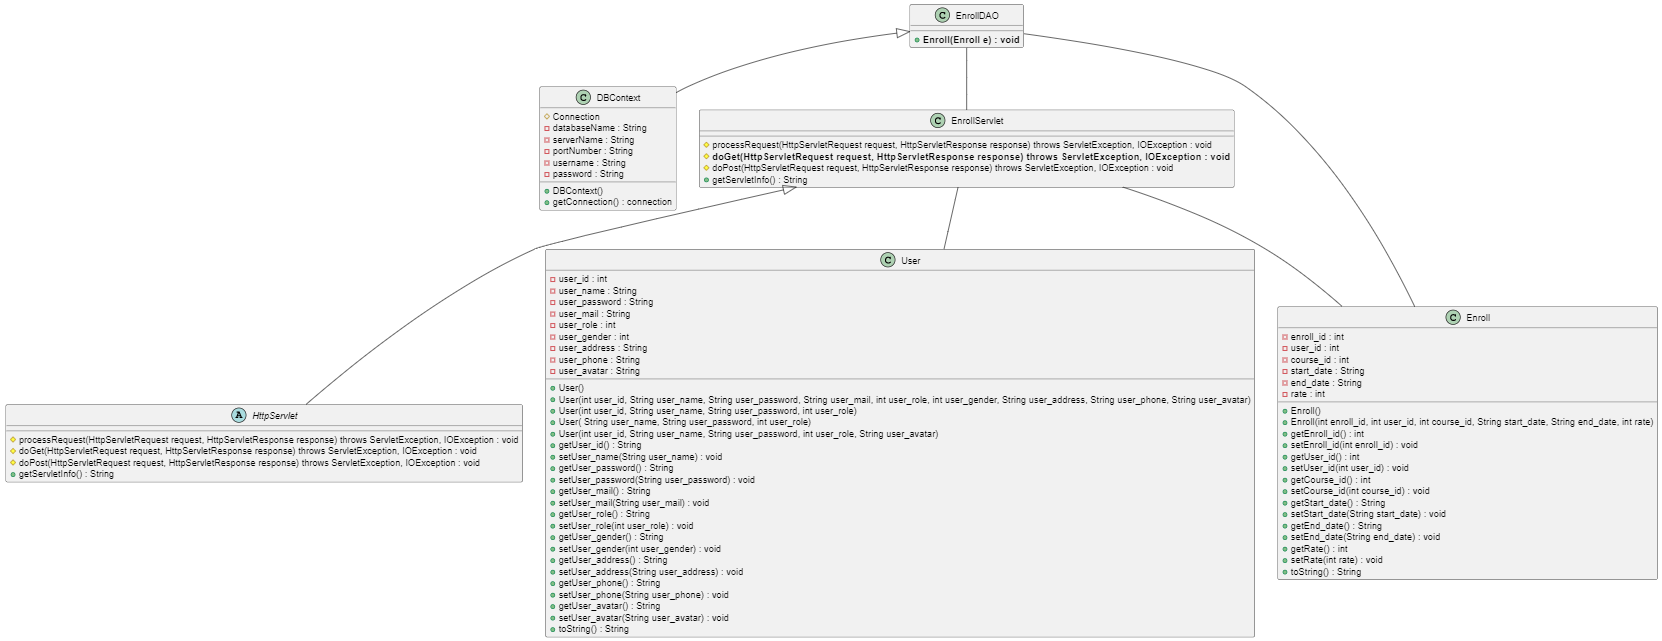 C EnrollDAO
Enroll(Enroll e) : void
C DBContext
Connection
databaseName : String
serverName : String
portNumber : String
username : String
password : String
DBContext()
getConnection() : connection
C EnrollServlet
processRequest(HttpServletRequest request, HttpServletResponse response) throws ServletException, IOException : void
doGet(HttpServletRequest request, HttpServletResponse response) throws ServletException, IOException : void
doPost(HttpServletRequest request, HttpServletResponse response) throws ServletException, IOException : void
getServletInfo() : String
A HttpServlet
processRequest(HttpServletRequest request, HttpServletResponse response) throws ServletException, IOException : void
doGet(HttpServletRequest request, HttpServletResponse response) throws ServletException, IOException : void
doPost(HttpServletRequest request, HttpServletResponse response) throws ServletException, IOException : void
getServletInfo() : String
C User
user_id : int
user_name : String
user_password : String
user_mail : String
user_role : int
user_gender : int
user_address : String
user_phone : String
user_avatar : String
User()
User(int user_id, String user_name, String user_password, String user_mail, int user_role, int user_gender, String user_address, String user_phone, String user_avatar)
User(int user_id, String user_name, String user_password, int user_role)
User( String user_name, String user_password, int user_role)
User(int user_id, String user_name, String user_password, int user_role, String user_avatar)
getUser_id() : String
setUser_name(String user_name) : void
getUser_password() : String
setUser_password(String user_password) : void
getUser_mail() : String
setUser_mail(String user_mail) : void
getUser_role() : String
setUser_role(int user_role) : void
getUser_gender() : String
setUser_gender(int user_gender) : void
getUser_address() : String
setUser_address(String user_address) : void
getUser_phone() : String
setUser_phone(String user_phone) : void
getUser_avatar() : String
setUser_avatar(String user_avatar) : void
toString() : String
C Enroll
enroll_id : int
user_id : int
course_id : int
start_date : String
end_date : String
rate : int
Enroll()
Enroll(int enroll_id, int user_id, int course_id, String start_date, String end_date, int rate)
getEnroll_id() : int
setEnroll_id(int enroll_id) : void
getUser_id() : int
setUser_id(int user_id) : void
getCourse_id() : int
setCourse_id(int course_id) : void
getStart_date() : String
setStart_date(String start_date) : void
getEnd_date() : String
setEnd_date(String end_date) : void
getRate() : int
setRate(int rate) : void
toString() : String